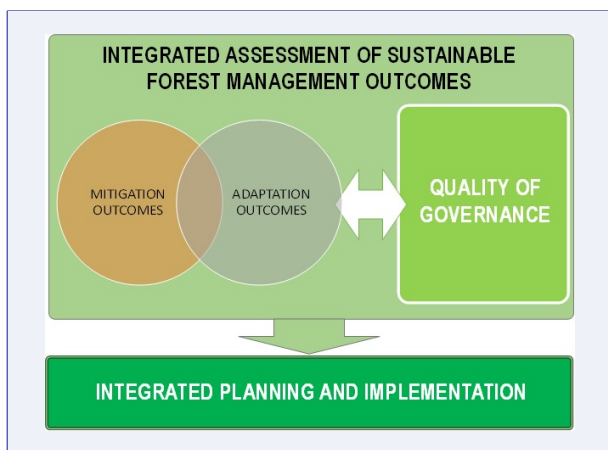 INTEGRATED ASSESSMENT OF SUSTAINABLE
FOREST MANAGEMENT OUTCOMES
MITIGATION
OUTCOMES
ADAPTATION
OUTCOMES
QUALITY OF
GOVERNANCE
INTEGRATED PLANNING AND IMPLEMENTATION